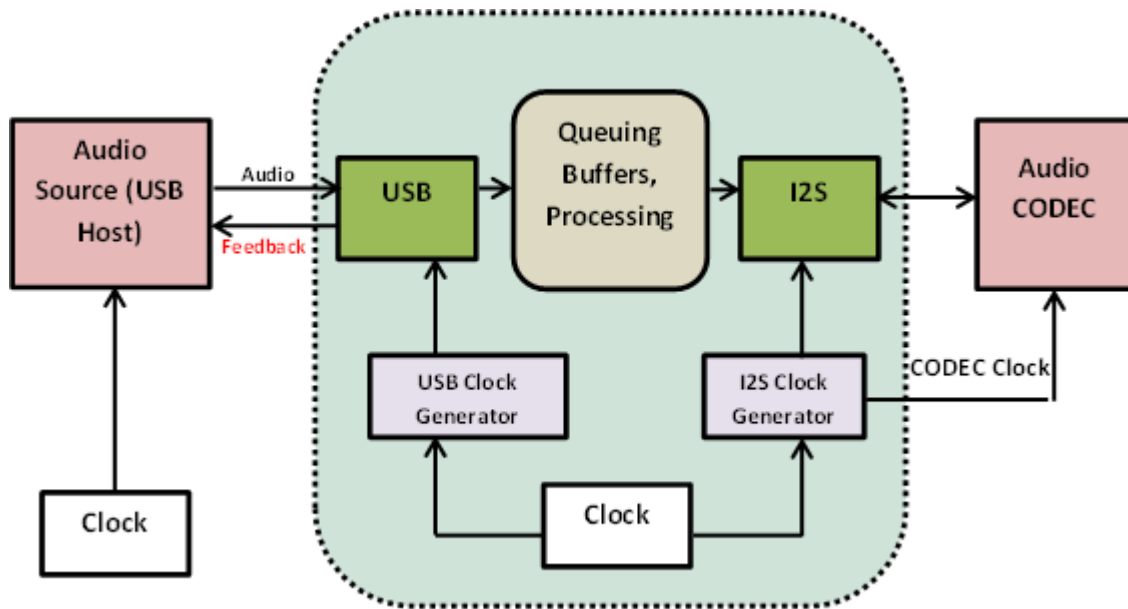 Audio
Source (USB
Host)
Audio
Feedback
USB
Queuing
Buffers,
Processing
I2S
Audio
CODEC
USB Clock
Generator
I2S Clock
Generator
CODEC Clock
Clock
Clock